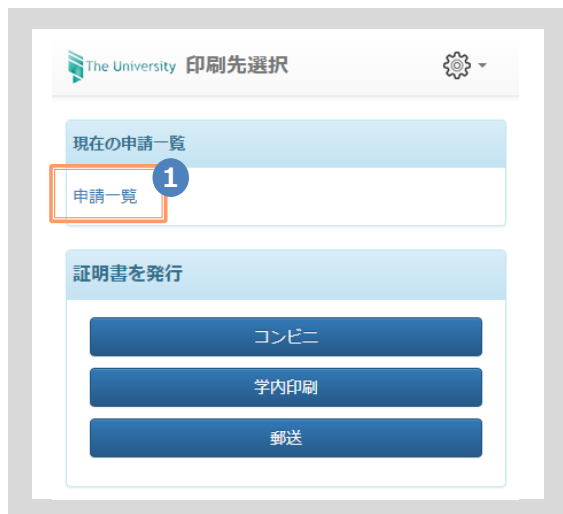 The University 印刷先選択
現在の申請一覧
1
申請一覧
証明書を発行
コンビニ
学内印刷
郵送